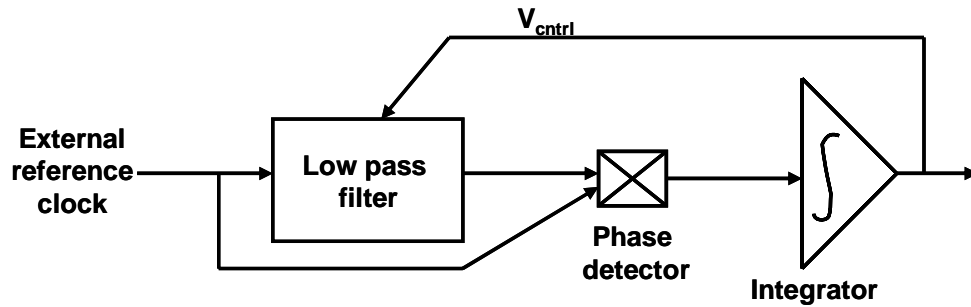 V_cntrl
External
reference
clock
Low pass
filter
Phase
detector
Integrator